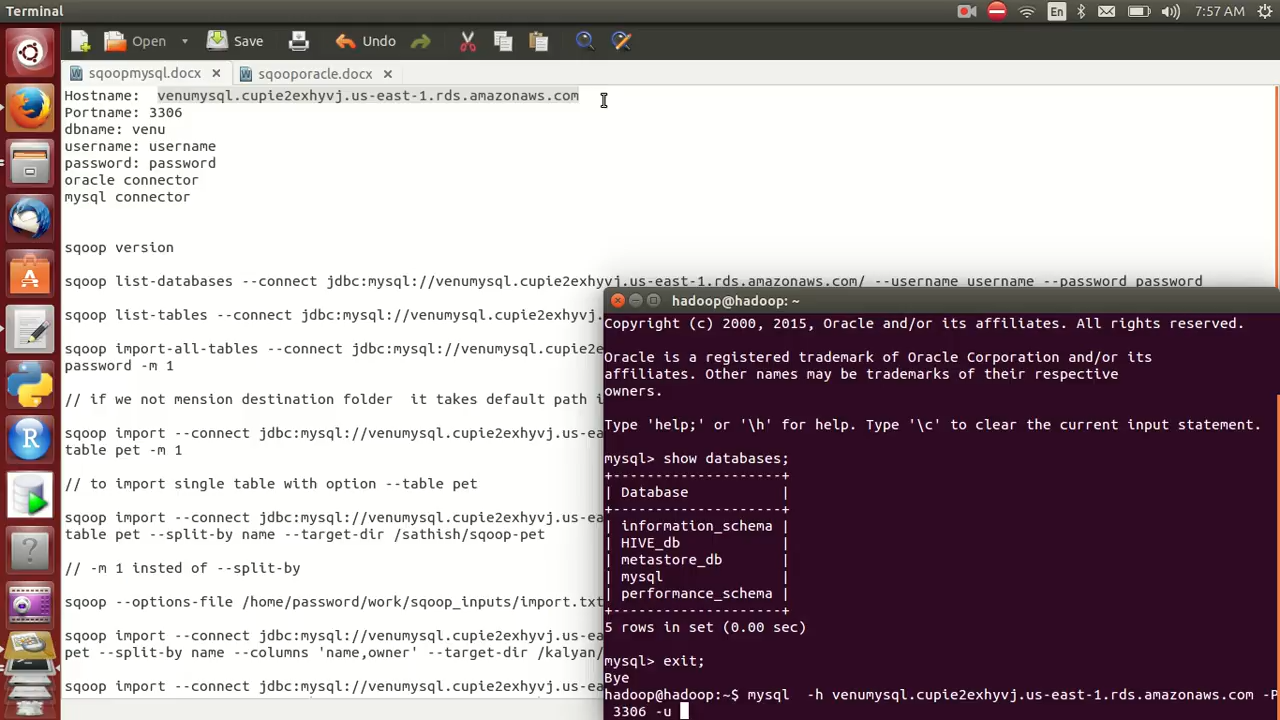 Terminal
En
7:57 AM
Open
Save
Undo
sqoopmysql.docx
sqooporacle.docx
Hostname:  venumysql.cupie2exhyvj.us-east-1.rds.amazonaws.com
Portname: 3306
dbname: venu
username: username
password: password
oracle connector
mysql connector
sqoop version
sqoop list-databases --connect jdbc:mysql://venumysql.cupie2exhyvj.us-east-1.rds.amazonaws.com/ --username username --password password
sqoop list-tables --connect jdbc:mysql://venumysql.cupie2exhyvj.
sqoop import-all-tables --connect jdbc:mysql://venumysql.cupie2e
password -m 1
// if we not mension destination folder  it takes default path i
sqoop import --connect jdbc:mysql://venumysql.cupie2exhyvj.us-ea
table pet -m 1
// to import single table with option --table pet
sqoop import --connect jdbc:mysql://venumysql.cupie2exhyvj.us-ea
table pet --split-by name --target-dir /sathish/sqoop-pet
// -m 1 insted of --split-by
sqoop --options-file /home/password/work/sqoop_inputs/import.txt
sqoop import --connect jdbc:mysql://venumysql.cupie2exhyvj.us-ea
pet --split-by name --columns 'name,owner' --target-dir /kalyan/
sqoop import --connect jdbc:mysql://venumysql.cupie2exhyvj.us-ea
hadoop@hadoop: ~
Copyright (c) 2000, 2015, Oracle and/or its affiliates. All rights reserved.
Oracle is a registered trademark of Oracle Corporation and/or its
affiliates. Other names may be trademarks of their respective
owners.
Type 'help;' or '\h' for help. Type '\c' to clear the current input statement.
mysql> show databases;
+--------------------+
| Database           |
+--------------------+
| information_schema |
| HIVE_db            |
| metastore_db       |
| mysql              |
| performance_schema |
+--------------------+
5 rows in set (0.00 sec)
mysql> exit;
Bye
hadoop@hadoop:~$ mysql  -h venumysql.cupie2exhyvj.us-east-1.rds.amazonaws.com -P
3306 -u